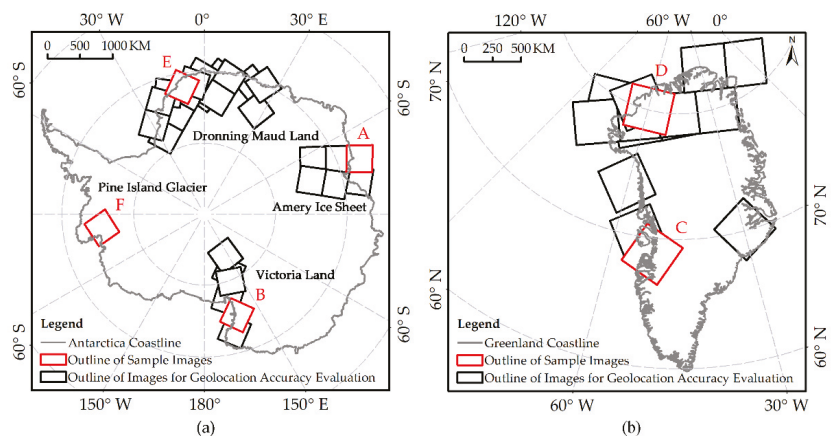 30° W
0°
30° E
0 500 1000 KM
60° S
60° S
E
Dronning Maud Land
A
Pine Island Glacier
F
Amery Ice Sheet
Victoria Land
B
Legend
Antarctica Coastline
Outline of Sample Images
Outline of Images for Geolocation Accuracy Evaluation
60° S
60° S
150° W
180°
150° E
(a)
120° W
60° W
0°
0 250 500 KM
N
70° N
D
C
70° N
60° N
60° N
Legend
Greenland Coastline
Outline of Sample Images
Outline of Images for Geolocation Accuracy Evaluation
60° W
30° W
(b)